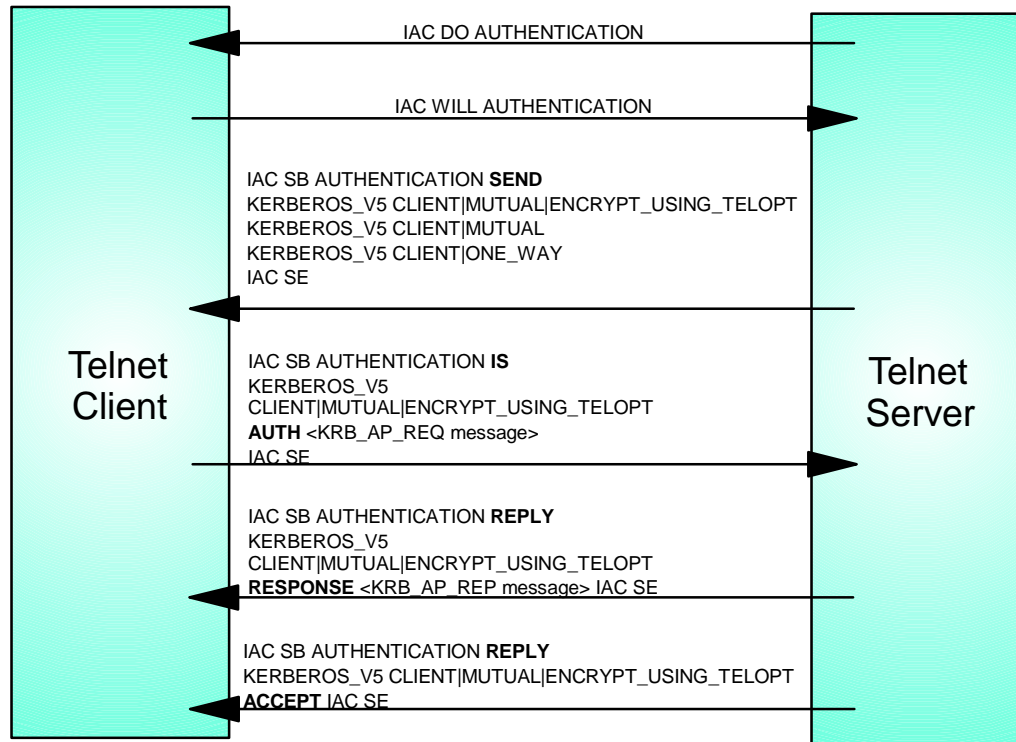 IAC DO AUTHENTICATION
IAC WILL AUTHENTICATION
IAC SB AUTHENTICATION SEND
KERBEROS_V5 CLIENT|MUTUAL|ENCRYPT_USING_TELOPT
KERBEROS_V5 CLIENT|MUTUAL
KERBEROS_V5 CLIENT|ONE_WAY
IAC SE
Telnet
Client
IAC SB AUTHENTICATION IS
KERBEROS_V5
CLIENT|MUTUAL|ENCRYPT_USING_TELOPT
AUTH <KRB_AP_REQ message>
IAC SE
Telnet
Server
IAC SB AUTHENTICATION REPLY
KERBEROS_V5
CLIENT|MUTUAL|ENCRYPT_USING_TELOPT
RESPONSE <KRB_AP_REP message> IAC SE
IAC SB AUTHENTICATION REPLY
KERBEROS_V5 CLIENT|MUTUAL|ENCRYPT_USING_TELOPT
ACCEPT IAC SE